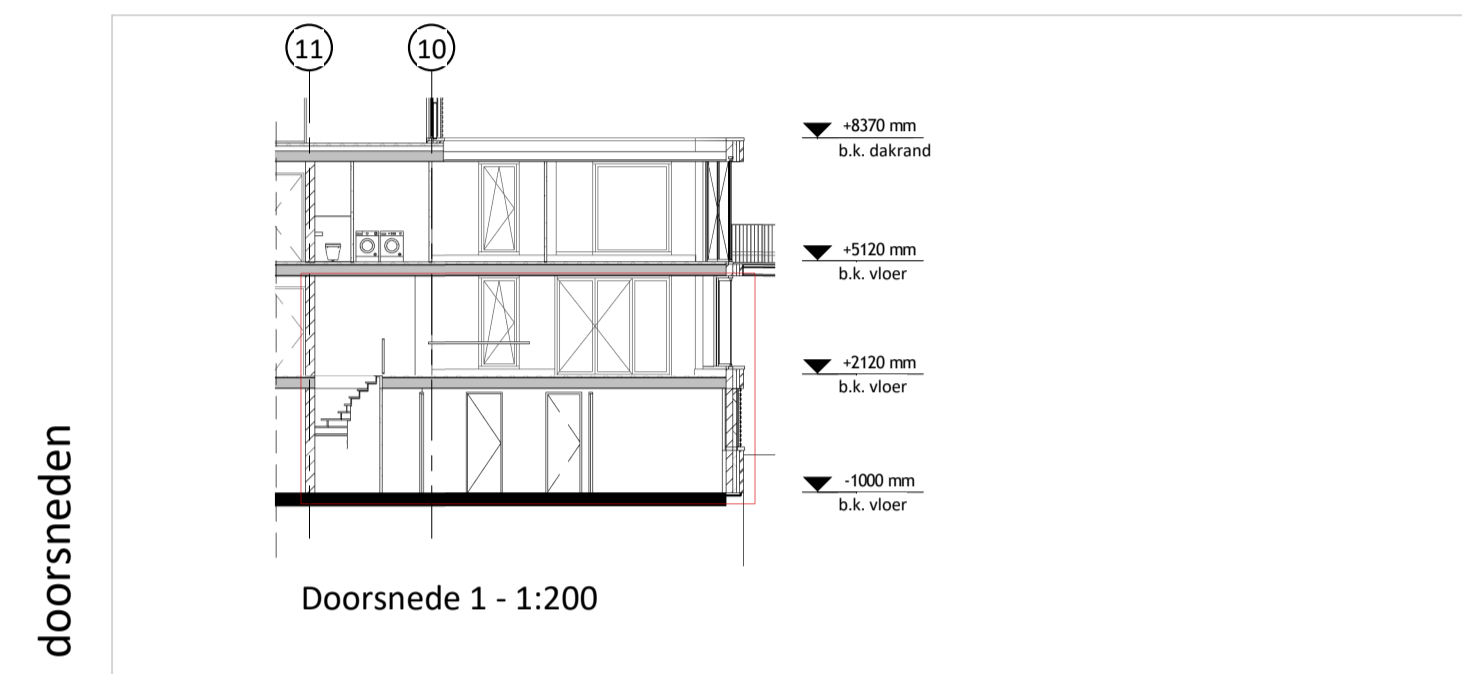 11
10
+8370 mm
b.k. dakrand
+5120 mm
b.k. vloer
+2120 mm
b.k. vloer
-1000 mm
b.k. vloer
Doorsnede 1 - 1:200
doorsneden